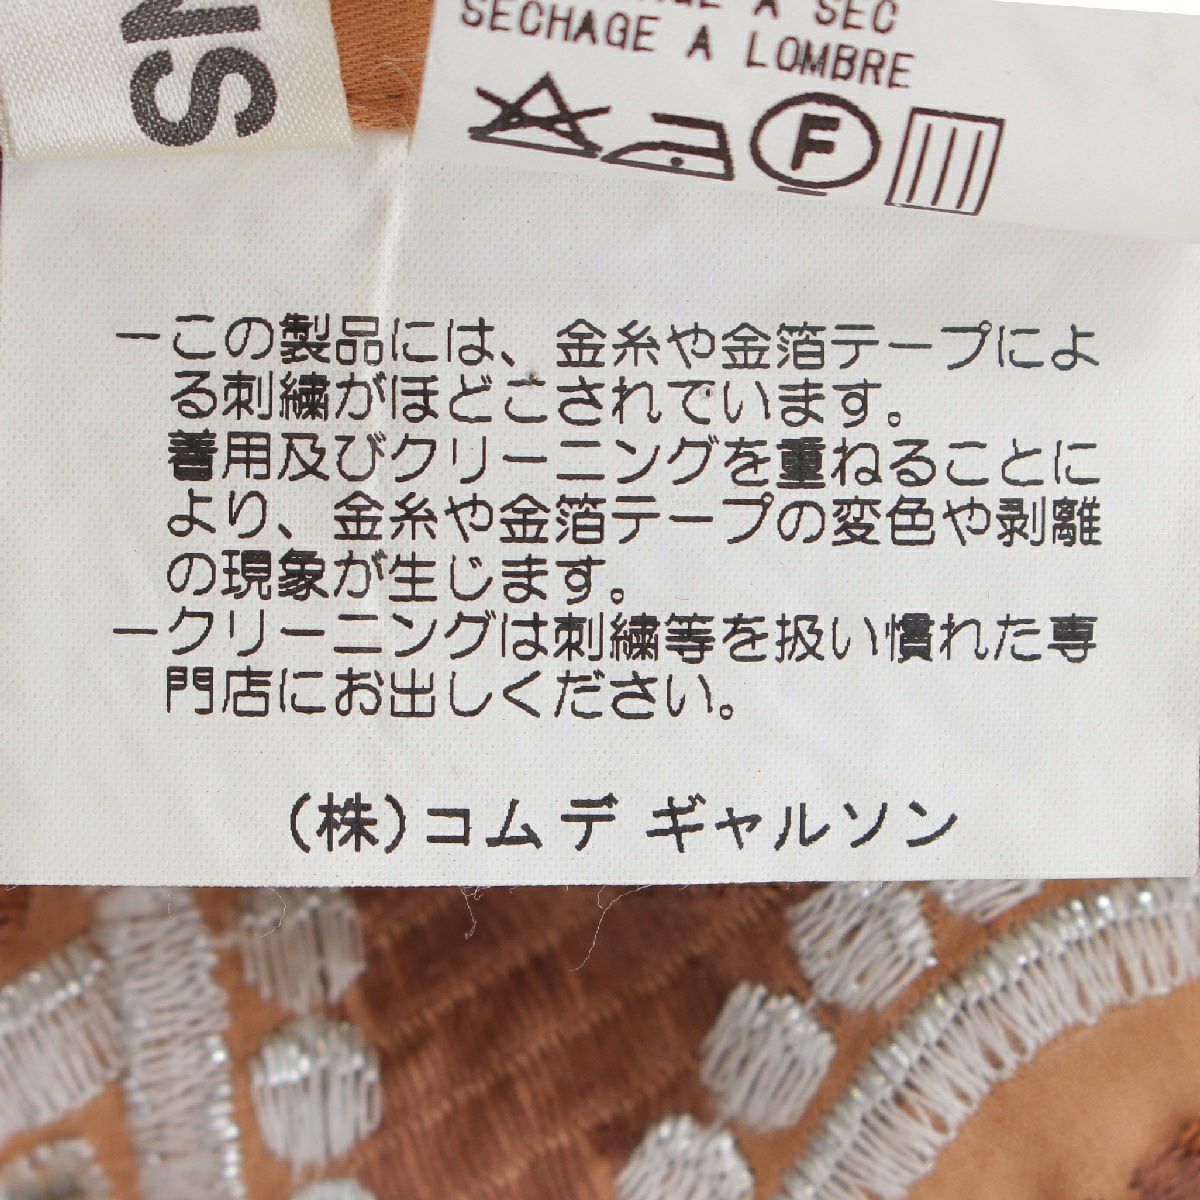 NS
A SEC
SECHAGE A LOMBRE
F
ーこの製品には、金糸や金箔テープによ
る刺繍がほどこされています。
着用及びクリーニングを重ねることに
より、金糸や金箔テープの変色や剥離
の現象が生じます。
ークリーニングは刺繍等を扱い慣れた専
門店にお出しください。
(株)コムデ ギャルソン